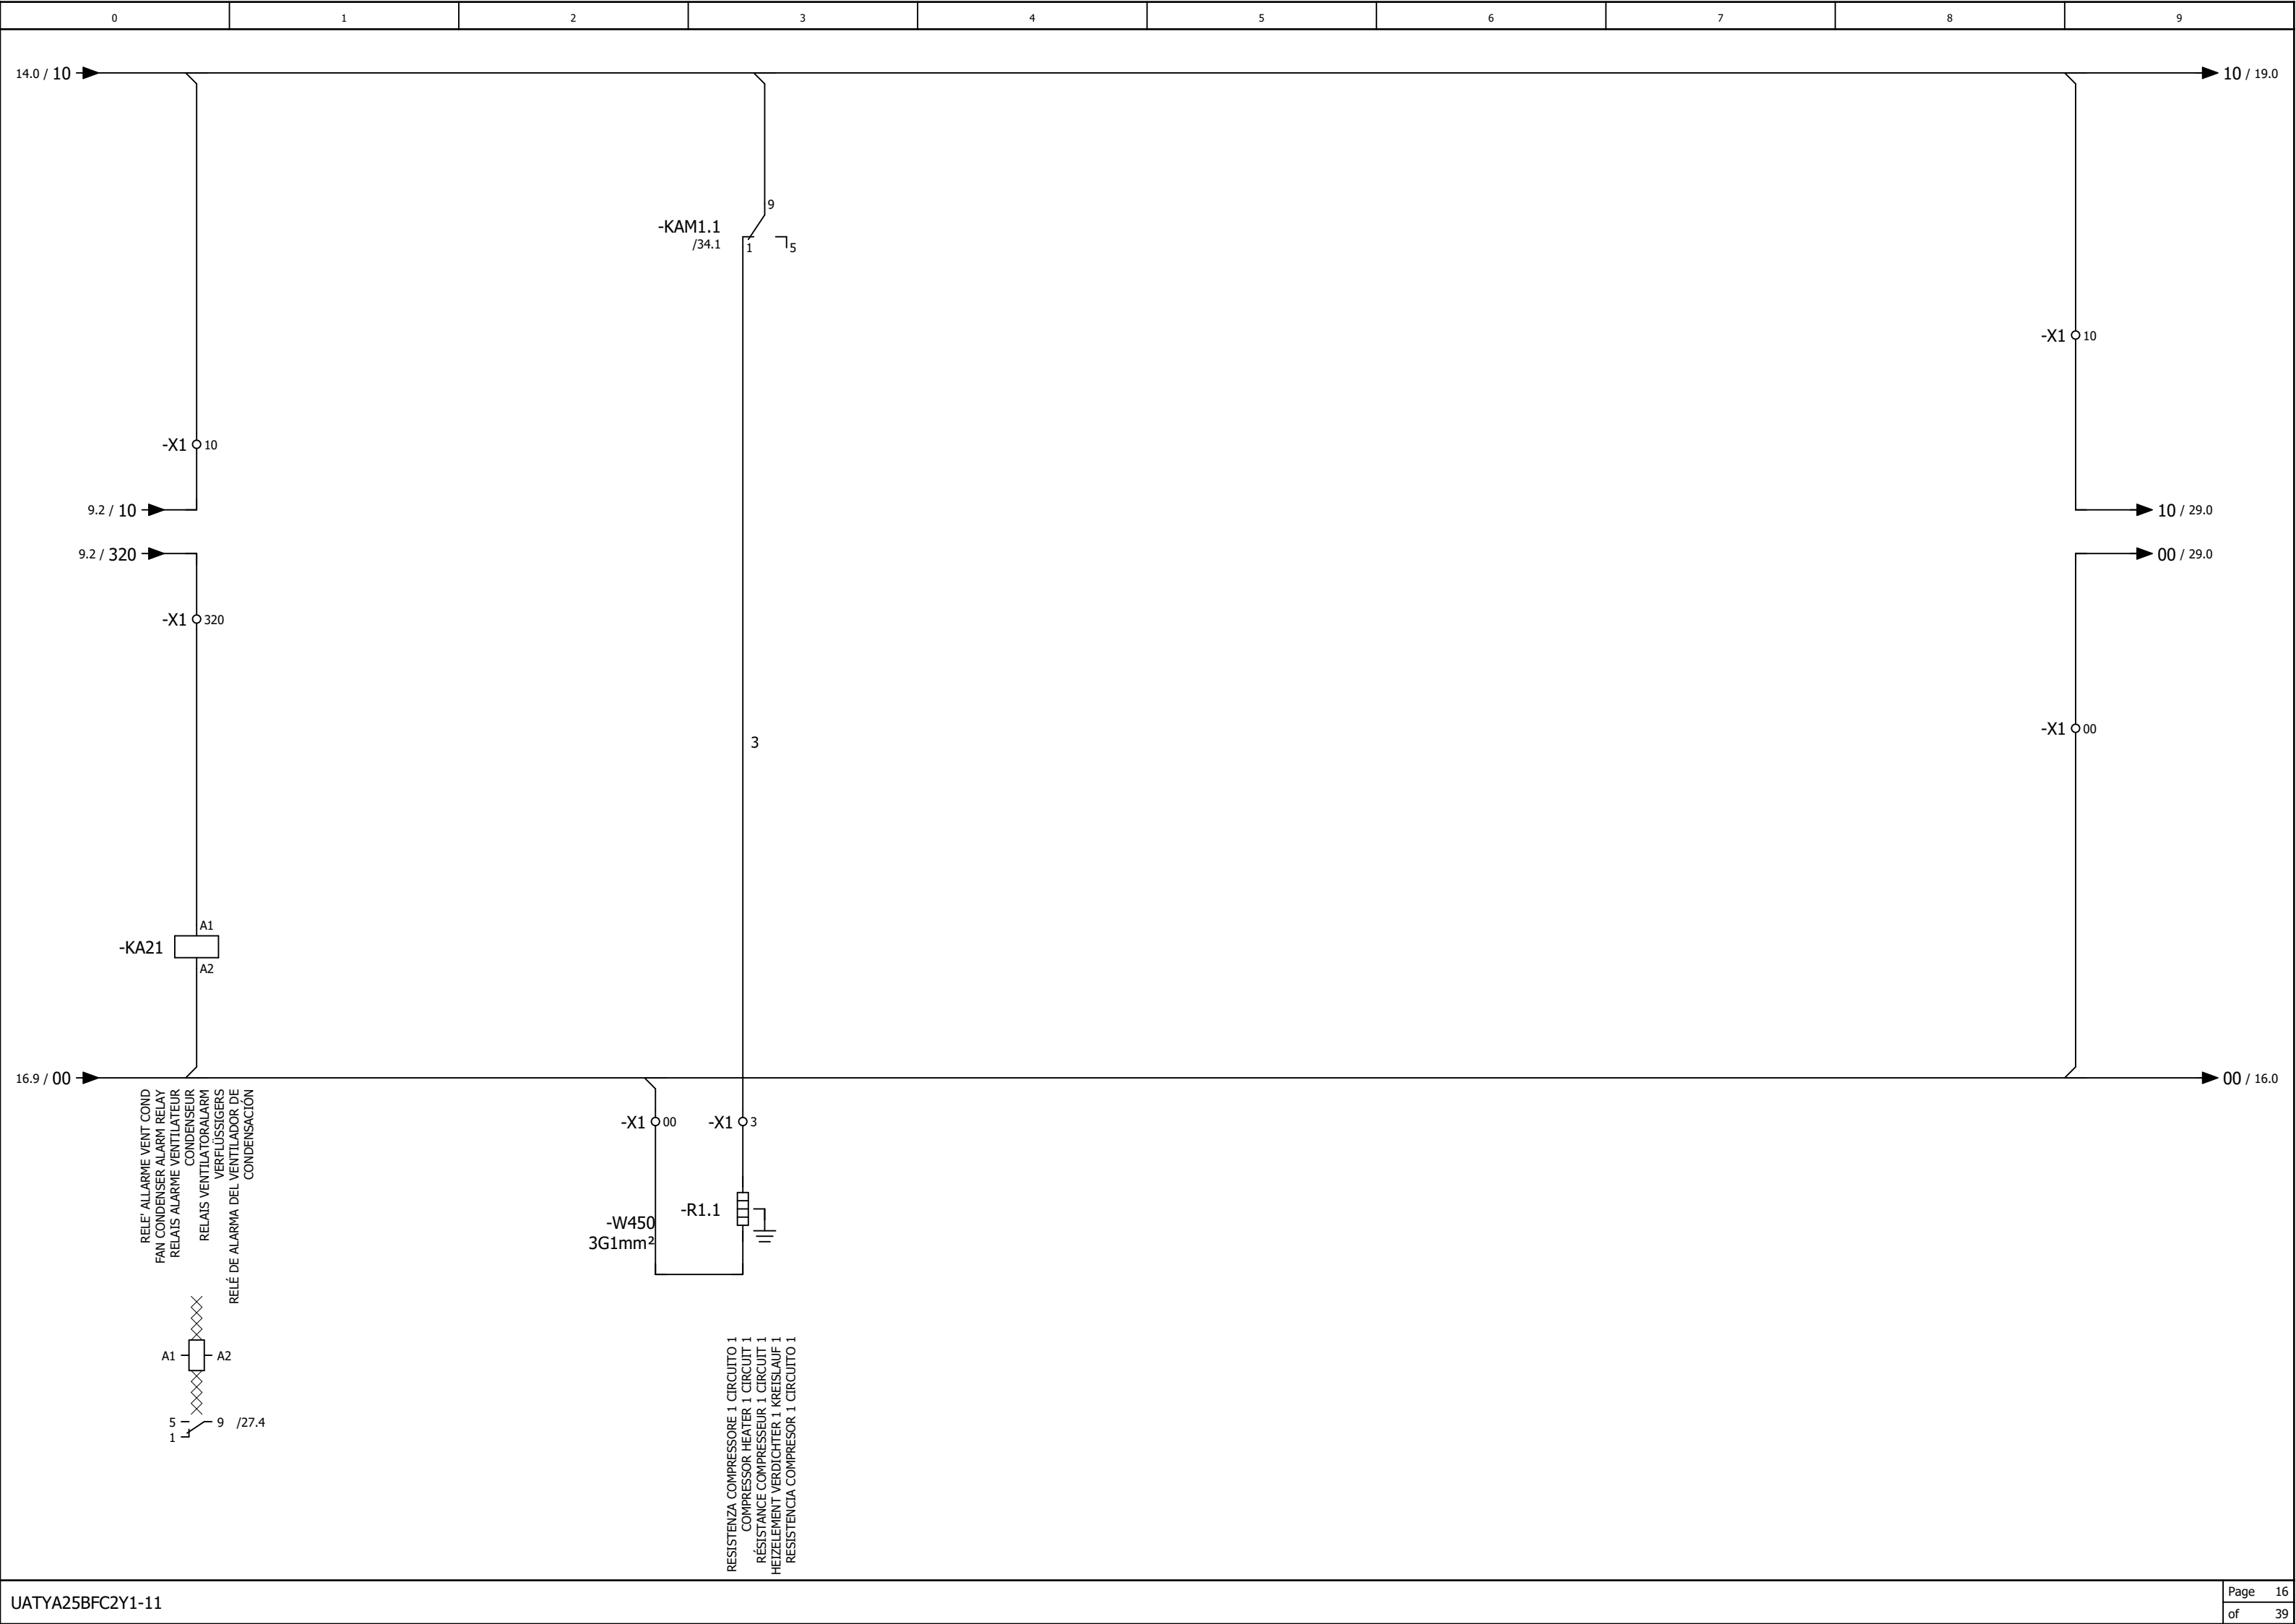 0 1 2 3 4 5 6 7 8 9
14.0 / 10
10 / 19.0
9
-KAM1.1
/34.1
1
5
-X1 10
-X1 10
9.2 / 10
10 / 29.0
9.2 / 320
00 / 29.0
-X1 320
-X1 00
3
A1
-KA21
A2
16.9 / 00
00 / 16.0
-X1 00
-X1 3
-R1.1
-W450
3G1mm²
RELE' ALLARME VENT COND
FAN CONDENSER ALARM RELAY
RELAIS ALARME VENTILATEUR
CONDENSEUR
RELAIS VENTILATORALARM
VERFLÜSSIGERS
RELÉ DE ALARMA DEL VENTILADOR DE
CONDENSACIÓN
A1 A2
5 9 /27.4
1
RESISTENZA COMPRESSORE 1 CIRCUITO 1
COMPRESSOR HEATER 1 CIRCUIT 1
RÉSISTANCE COMPRESSEUR 1 CIRCUIT 1
HEIZELEMENT VERDICHTER 1 KREISLAUF 1
RESISTENCIA COMPRESOR 1 CIRCUITO 1
UATYA25BFC2Y1-11
Page 16
of 39